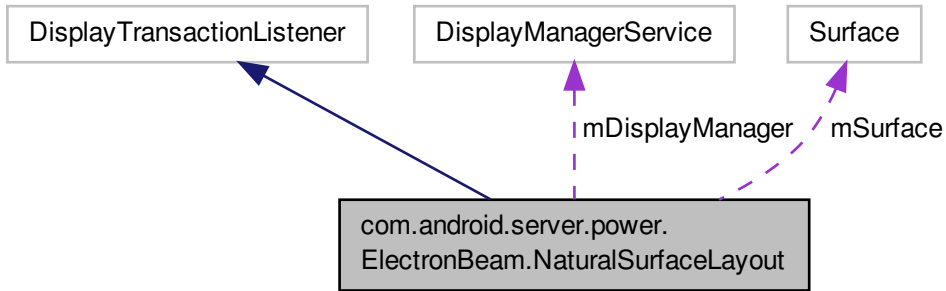 DisplayTransactionListener
DisplayManagerService
Surface
mDisplayManager
mSurface
com.android.server.power.
ElectronBeam.NaturalSurfaceLayout